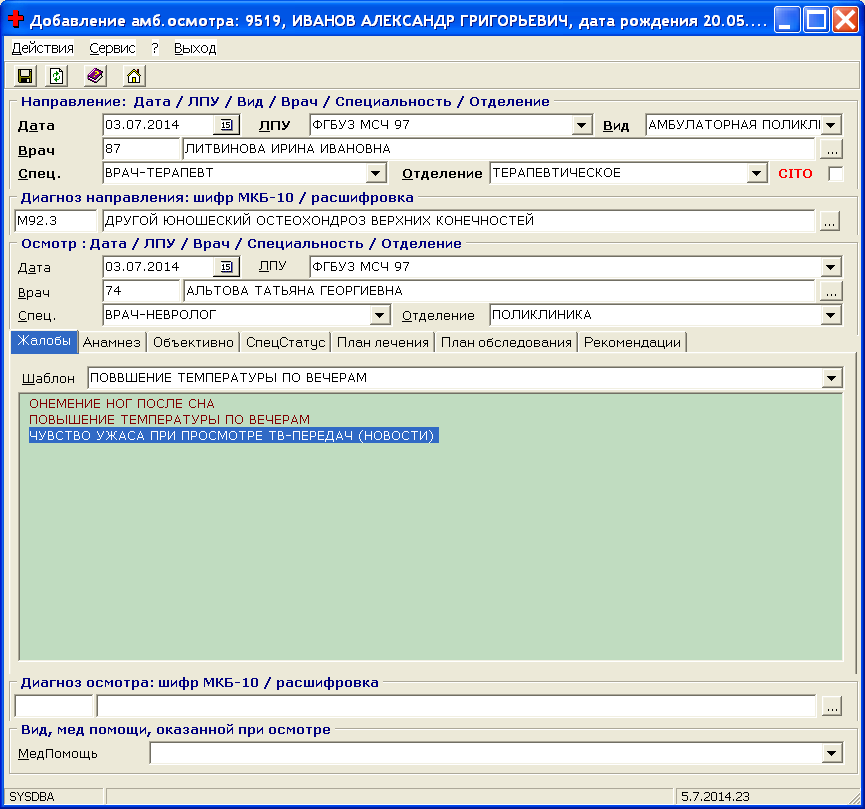 Добавление амб.осмотра: 9519, ИВАНОВ АЛЕКСАНДР ГРИГОРЬЕВИЧ, дата рождения 20.05....
Действия Сервис ? Выход
Направление: Дата / ЛПУ / Вид / Врач / Специальность / Отделение
Дата 03.07.2014 15 ЛПУ ФГБУЗ МСЧ 97 Вид АМБУЛАТОРНАЯ ПОЛИКЛI
Врач 87 ЛИТВИНОВА ИРИНА ИВАНОВНА ...
Спец. ВРАЧ-ТЕРАПЕВТ Отделение ТЕРАПЕВТИЧЕСКОЕ CITO
Диагноз направления: шифр МКБ-10 / расшифровка
M92.3 ДРУГОЙ ЮНОШЕСКИЙ ОСТЕОХОНДРОЗ ВЕРХНИХ КОНЕЧНОСТЕЙ ...
Осмотр : Дата / ЛПУ / Врач / Специальность / Отделение
Дата 03.07.2014 15 ЛПУ ФГБУЗ МСЧ 97
Врач 74 АЛЬТОВА ТАТЬЯНА ГЕОРГИЕВНА ...
Спец. ВРАЧ-НЕВРОЛОГ Отделение ПОЛИКЛИНИКА
Жалобы Анамнез Объективно СпецСтатус План лечения План обследования Рекомендации
Шаблон ПОВВШЕНИЕ ТЕМПЕРАТУРЫ ПО ВЕЧЕРАМ
ОНЕМЕНИЕ НОГ ПОСЛЕ СНА
ПОВЫШЕНИЕ ТЕМПЕРАТУРЫ ПО ВЕЧЕРАМ
ЧУВСТВО УЖАСА ПРИ ПРОСМОТРЕ ТВ-ПЕРЕДАЧ (НОВОСТИ)
Диагноз осмотра: шифр МКБ-10 / расшифровка
...
Вид, мед помощи, оказанной при осмотре
МедПомощь
SYSDBA 5.7.2014.23